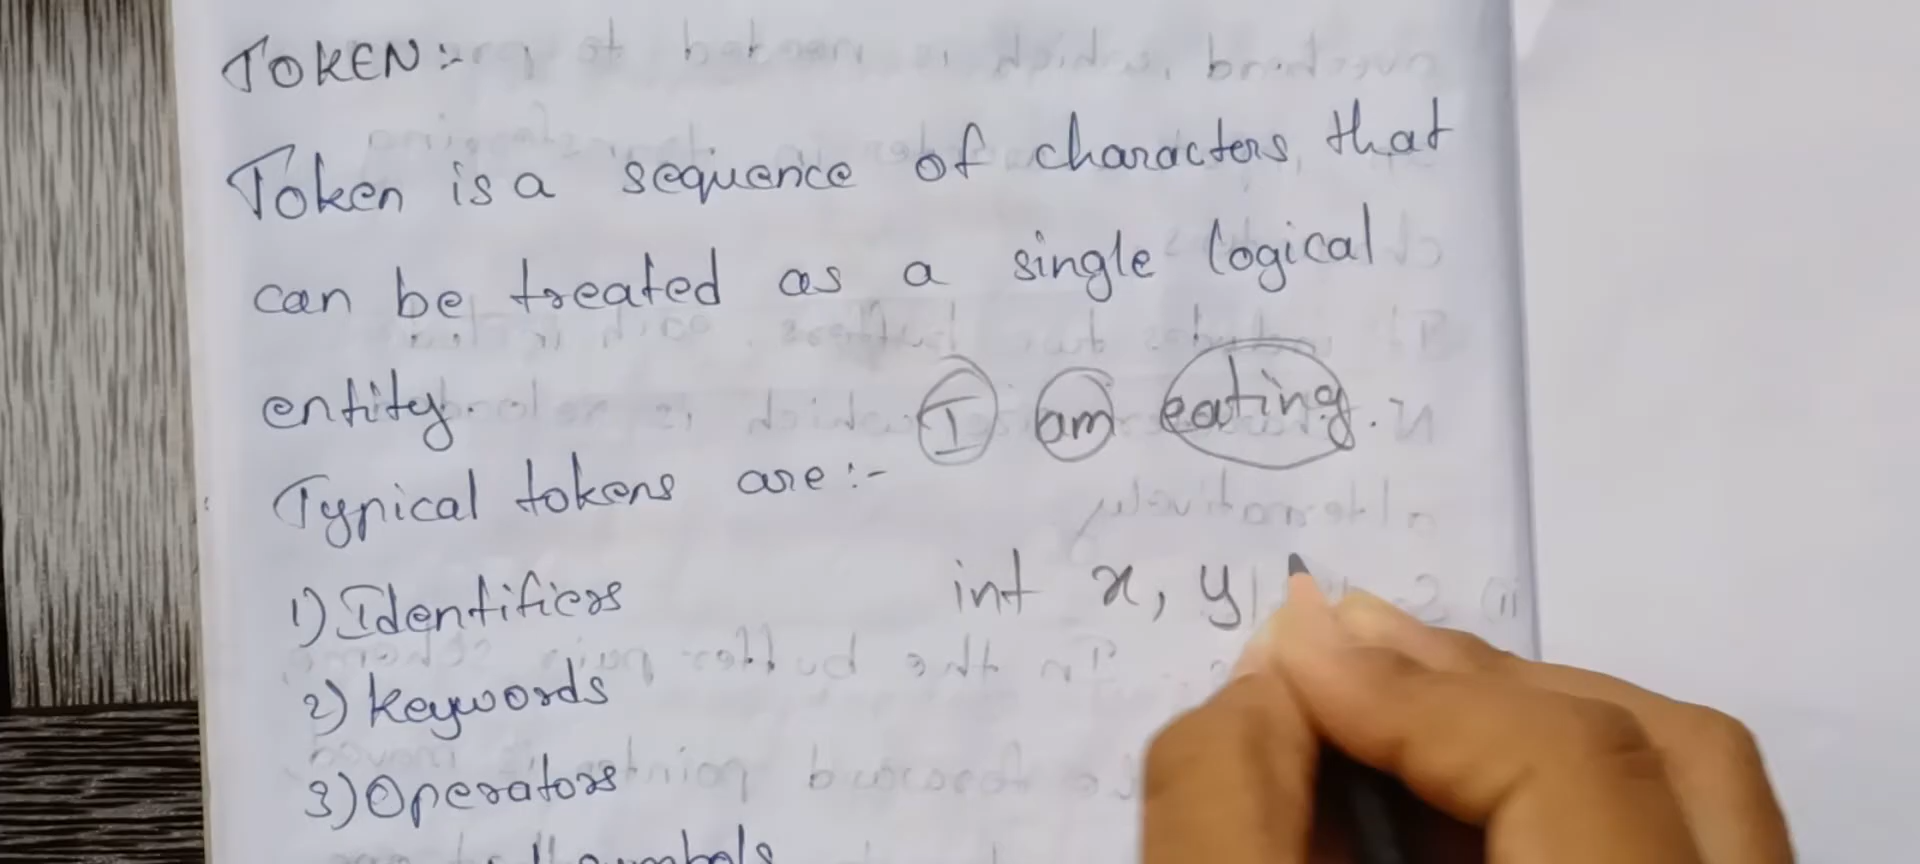 TOKEN:-
Token is a sequence of characters that
can be treated as a single logical
entity.
I am eating.
Typical tokens are:-
1) Identifiers
int x, y
2) Keywords
3) Operators